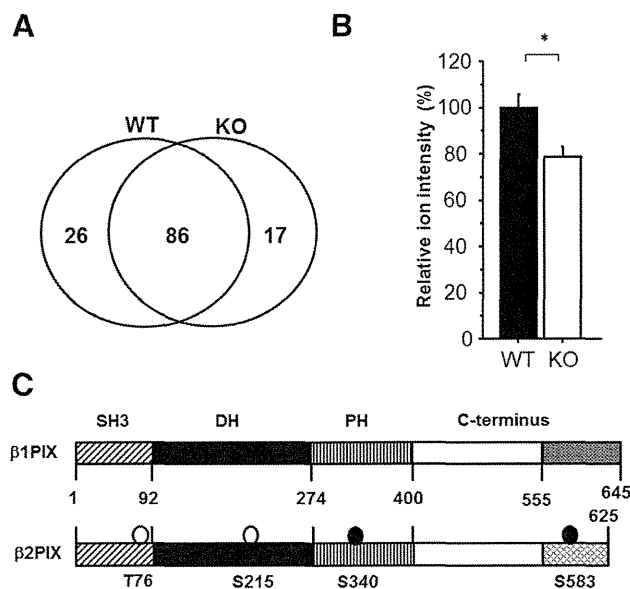 A
WT KO
26 86 17
B
*
Relative ion intensity (%)
120
100
80
60
40
20
0
WT KO
C
SH3 DH PH C-terminus
β1PIX
1 92 274 400 555 645
625
β2PIX
T76 S215 S340 S583